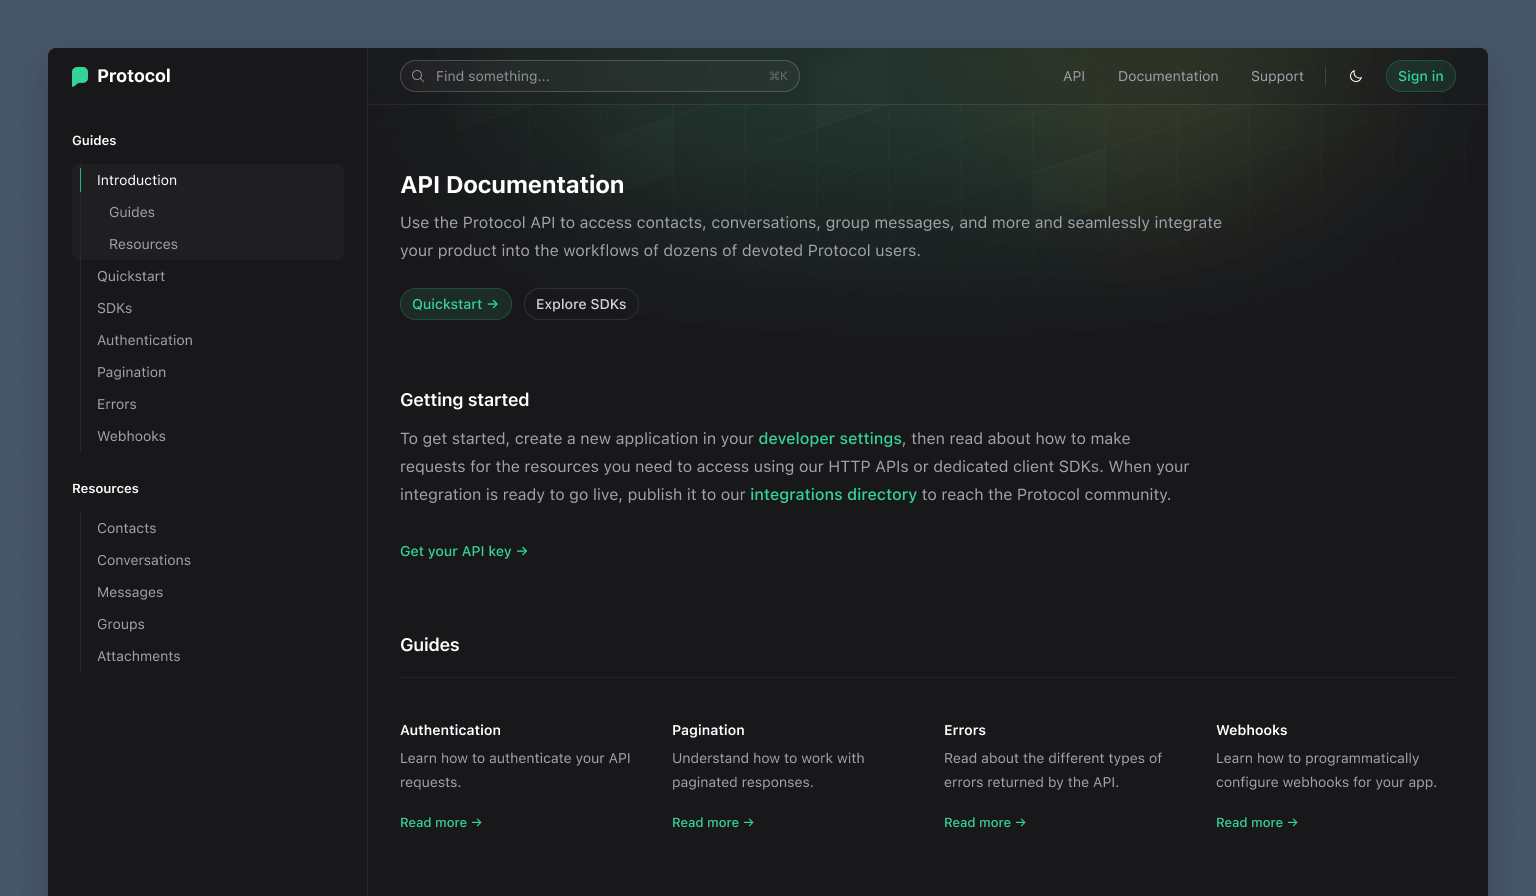 Protocol
Find something...
⌘K
API
Documentation
Support
Sign in
Guides
Introduction
Guides
Resources
Quickstart
SDKs
Authentication
Pagination
Errors
Webhooks
Resources
Contacts
Conversations
Messages
Groups
Attachments
API Documentation
Use the Protocol API to access contacts, conversations, group messages, and more and seamlessly integrate
your product into the workflows of dozens of devoted Protocol users.
Quickstart →
Explore SDKs
Getting started
To get started, create a new application in your developer settings, then read about how to make
requests for the resources you need to access using our HTTP APIs or dedicated client SDKs. When your
integration is ready to go live, publish it to our integrations directory to reach the Protocol community.
Get your API key →
Guides
Authentication
Learn how to authenticate your API
requests.
Read more →
Pagination
Understand how to work with
paginated responses.
Read more →
Errors
Read about the different types of
errors returned by the API.
Read more →
Webhooks
Learn how to programmatically
configure webhooks for your app.
Read more →